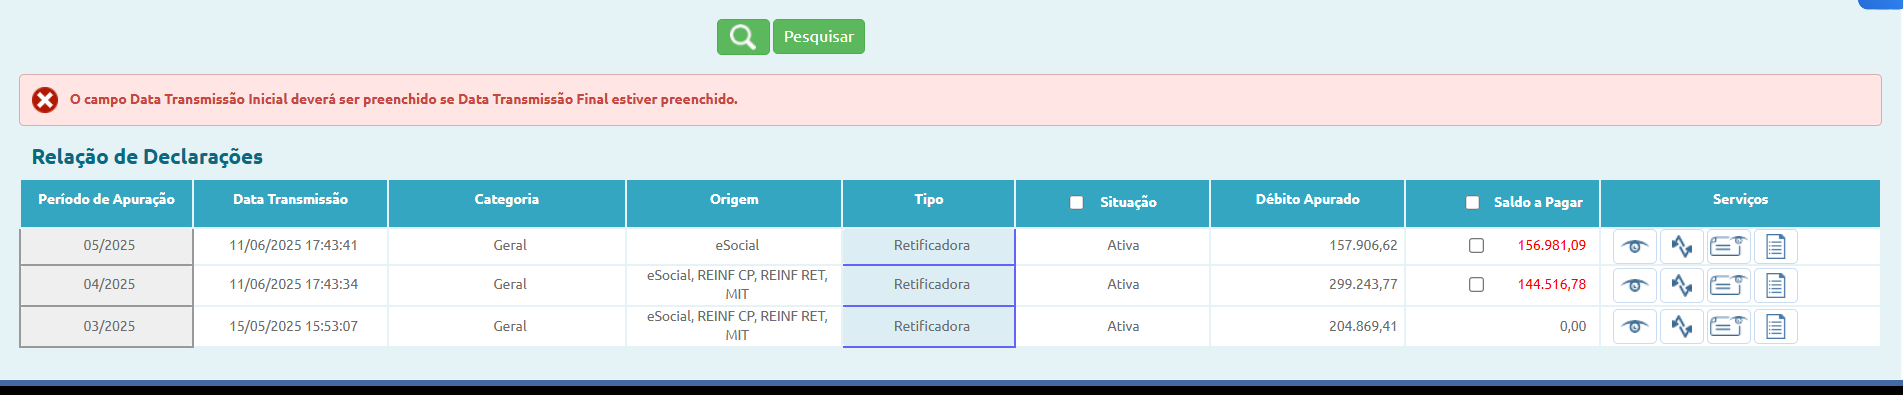 Pesquisar
O campo Data Transmissão Inicial deverá ser preenchido se Data Transmissão Final estiver preenchido.
Relação de Declarações
Período de Apuração Data Transmissão Categoria Origem Tipo Situação Débito Apurado Saldo a Pagar Serviços
05/2025 11/06/2025 17:43:41 Geral eSocial Retificadora Ativa 157.906,62 156.981,09
04/2025 11/06/2025 17:43:34 Geral eSocial, REINF CP, REINF RET, MIT Retificadora Ativa 299.243,77 144.516,78
03/2025 15/05/2025 15:53:07 Geral eSocial, REINF CP, REINF RET, MIT Retificadora Ativa 204.869,41 0,00